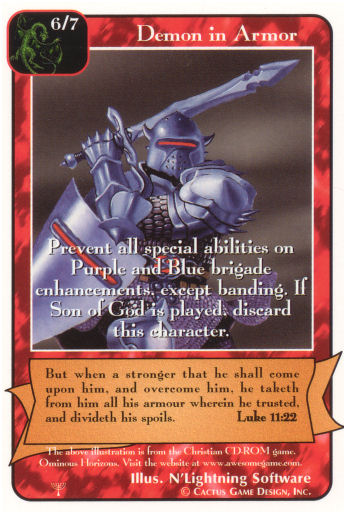 6/7
Demon in Armor
Prevent all special abilities on
Purple and Blue brigade
enhancements, except banding. If
Son of God is played, discard
this character.
But when a stronger that he shall come
upon him, and overcome him, he taketh
from him all his armour wherein he trusted,
and divideth his spoils. Luke 11:22
The above illustration is from the Christian CD-ROM game.
Ominous Horizons. Visit the website at www.awesomegame.com.
Illus. N'Lightning Software
© Cactus Game Design, Inc.